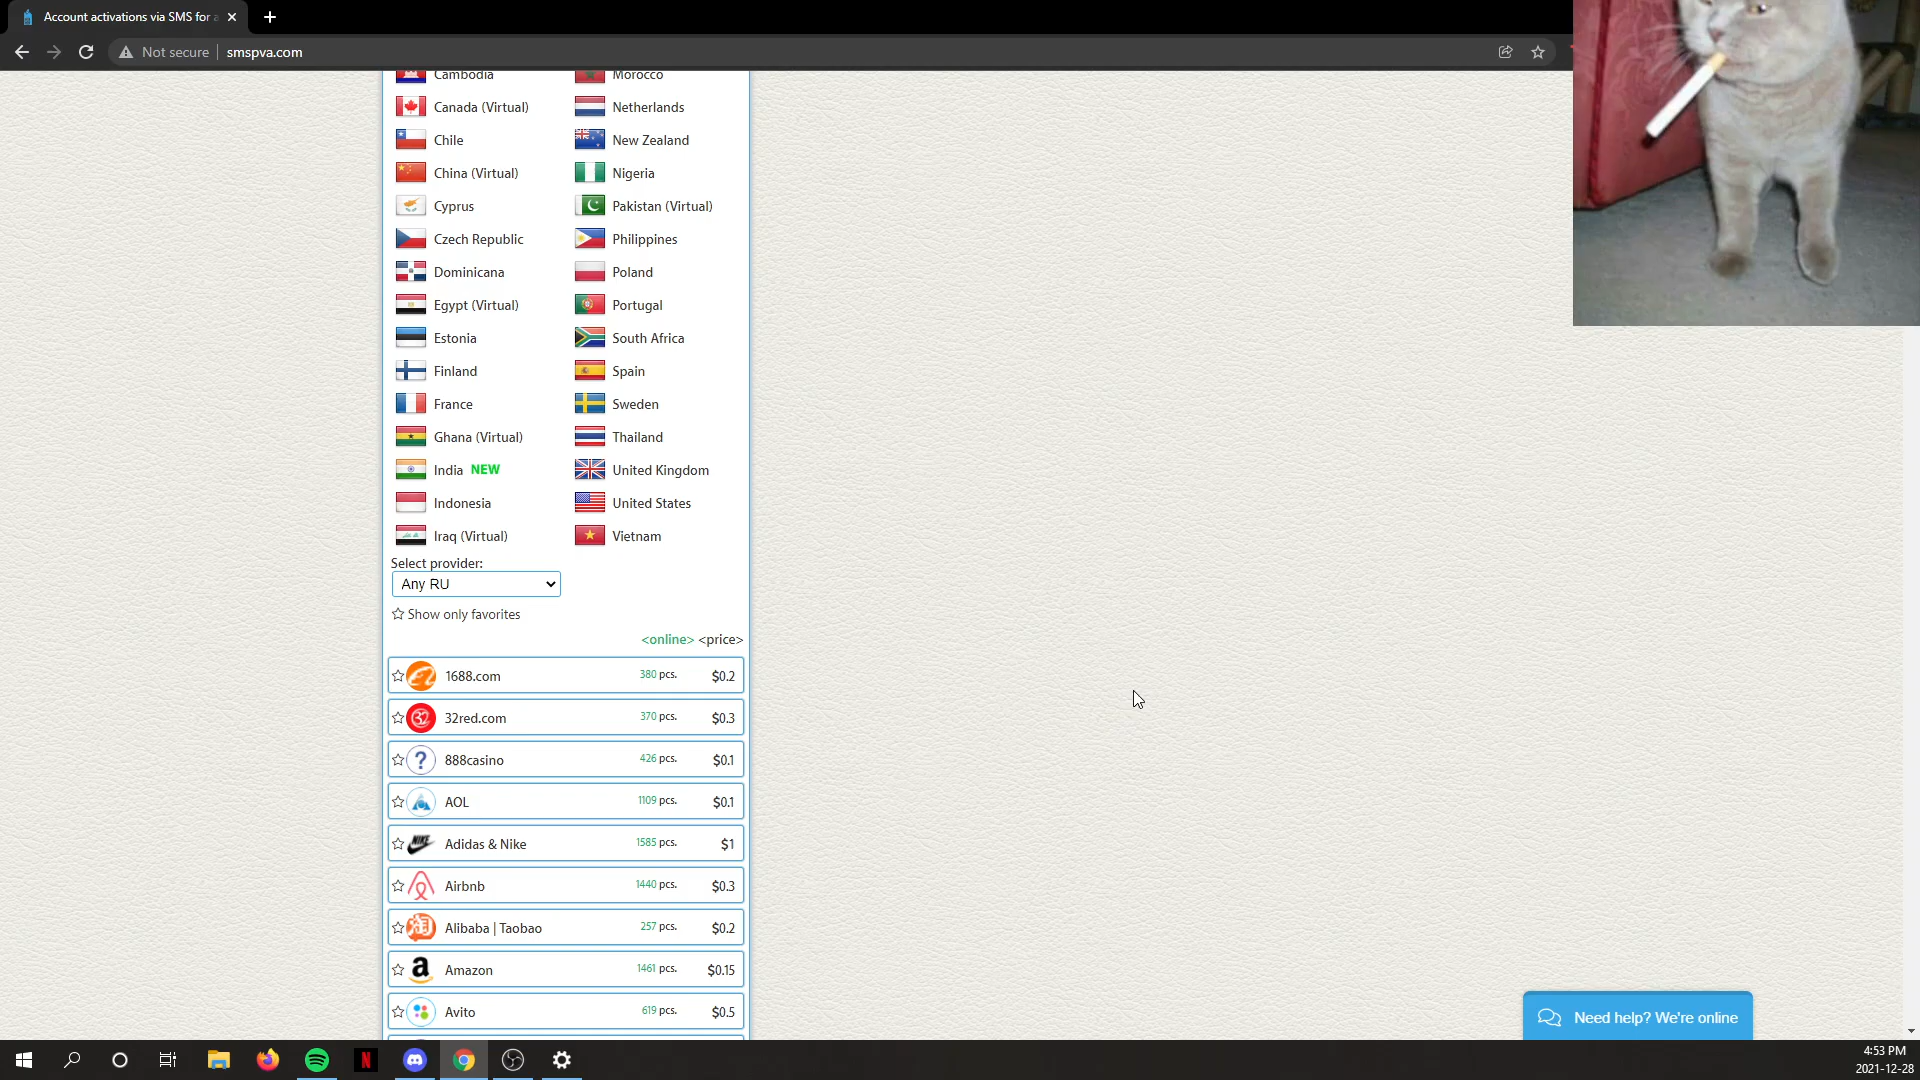 Account activations via SMS for a
Not secure
smspva.com
Cambodia
Morocco
Canada (Virtual)
Netherlands
Chile
New Zealand
China (Virtual)
Nigeria
Cyprus
Pakistan (Virtual)
Czech Republic
Philippines
Dominicana
Poland
Egypt (Virtual)
Portugal
Estonia
South Africa
Finland
Spain
France
Sweden
Ghana (Virtual)
Thailand
India NEW
United Kingdom
Indonesia
United States
Iraq (Virtual)
Vietnam
Select provider:
Any RU
Show only favorites
<online> <price>
1688.com 380 pcs. $0.2
32 32red.com 370 pcs. $0.3
? 888casino 426 pcs. $0.1
AOL 1109 pcs. $0.1
NIKE Adidas & Nike 1585 pcs. $1
Airbnb 1440 pcs. $0.3
淘 Alibaba | Taobao 257 pcs. $0.2
a Amazon 1461 pcs. $0.15
Avito 619 pcs. $0.5
Need help? We're online
N
4:53 PM
2021-12-28